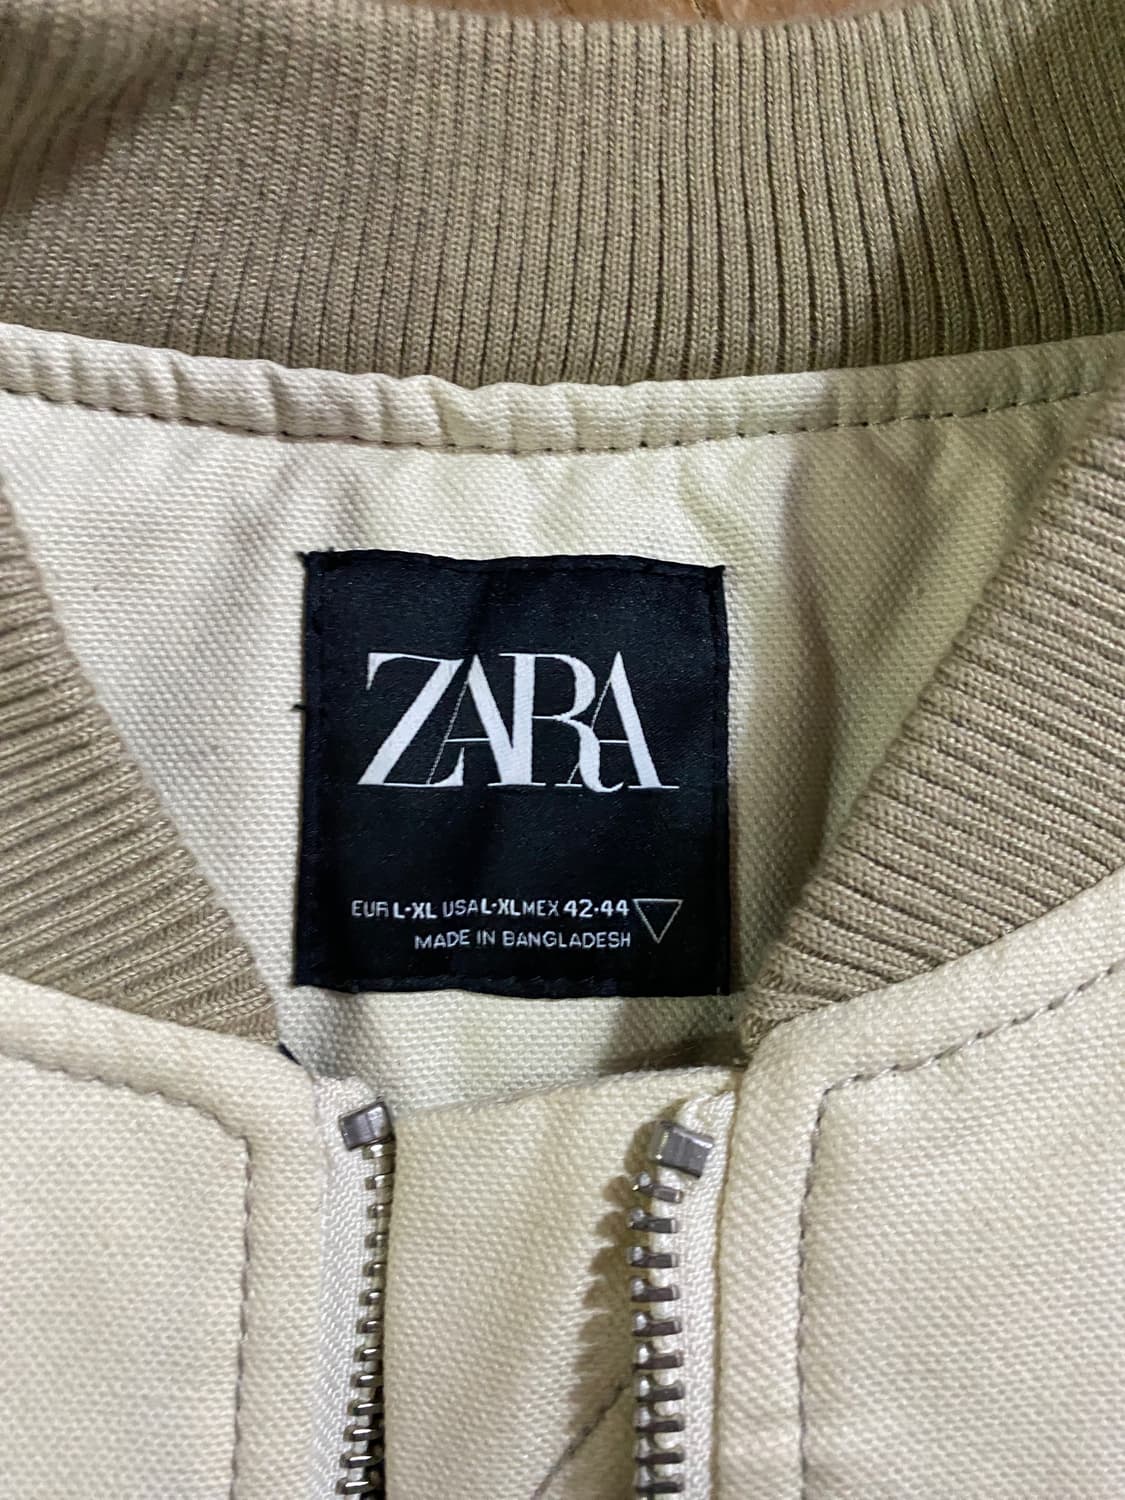 ZARA
EUR L-XL USA L-XL MEX 42-44
MADE IN BANGLADESH